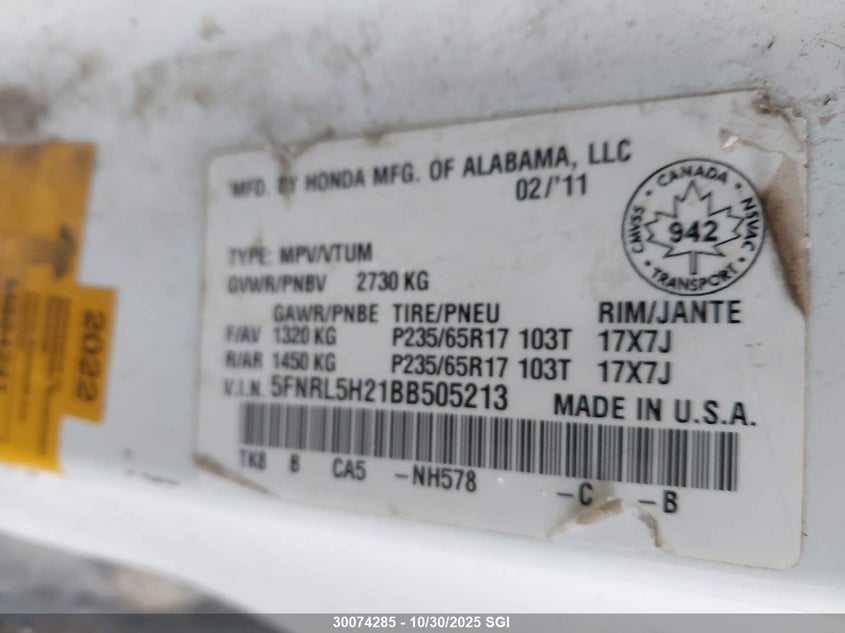 MFD. BY HONDA MFG. OF ALABAMA, LLC
02/'11
CANADA
CMVSS
942
NSVAC
TRANSPORT
TYPE: MPV/VTUM
GVWR/PNBV 2730 KG
GAWR/PNBE TIRE/PNEU RIM/JANTE
F/AV 1320 KG P235/65R17 103T 17X7J
R/AR 1450 KG P235/65R17 103T 17X7J
V.I.N. 5FNRL5H21BB505213 MADE IN U.S.A.
TK8 B CA5 -NH578 -C -B
2022
30074285 - 10/30/2025 SGI